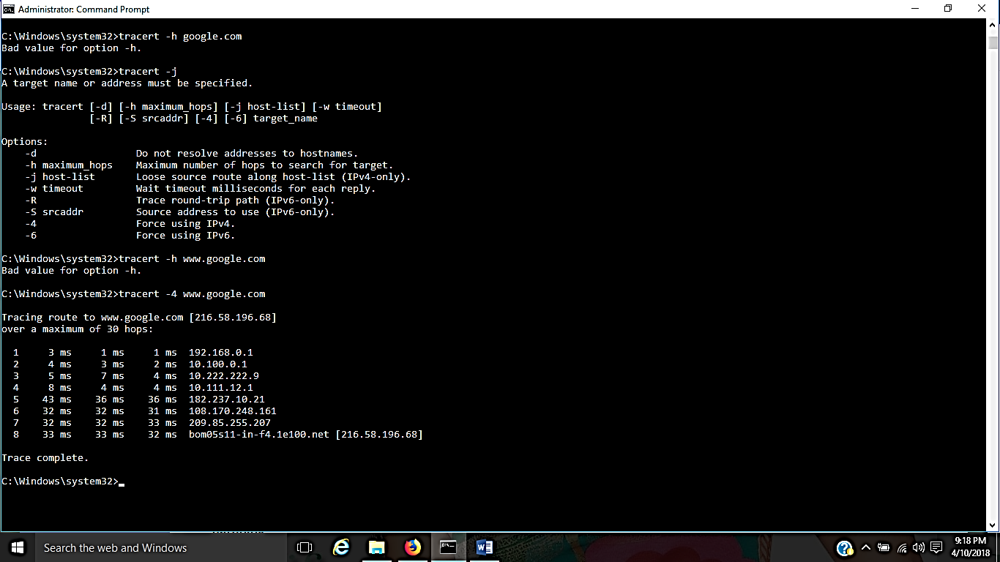 Administrator: Command Prompt
C:\Windows\system32>tracert -h google.com
Bad value for option -h.
C:\Windows\system32>tracert -j
A target name or address must be specified.
Usage: tracert [-d] [-h maximum_hops] [-j host-list] [-w timeout]
[-R] [-S srcaddr] [-4] [-6] target_name
Options:
-d Do not resolve addresses to hostnames.
-h maximum_hops Maximum number of hops to search for target.
-j host-list Loose source route along host-list (IPv4-only).
-w timeout Wait timeout milliseconds for each reply.
-R Trace round-trip path (IPv6-only).
-S srcaddr Source address to use (IPv6-only).
-4 Force using IPv4.
-6 Force using IPv6.
C:\Windows\system32>tracert -h www.google.com
Bad value for option -h.
C:\Windows\system32>tracert -4 www.google.com
Tracing route to www.google.com [216.58.196.68]
over a maximum of 30 hops:
1 3 ms 1 ms 1 ms 192.168.0.1
2 4 ms 3 ms 2 ms 10.100.0.1
3 5 ms 7 ms 4 ms 10.222.222.9
4 8 ms 4 ms 4 ms 10.111.12.1
5 43 ms 36 ms 36 ms 182.237.10.21
6 32 ms 32 ms 31 ms 108.170.248.161
7 32 ms 32 ms 33 ms 209.85.255.207
8 33 ms 33 ms 32 ms bom05s11-in-f4.1e100.net [216.58.196.68]
Trace complete.
C:\Windows\system32>
Search the web and Windows
9:18 PM
4/10/2018